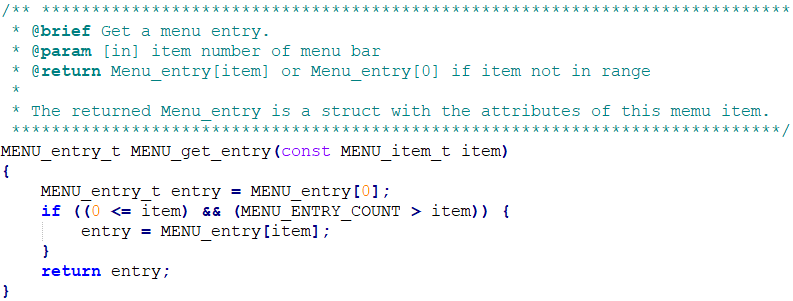 /** ***************************************************************************
 * @brief Get a menu entry.
 * @param [in] item number of menu bar
 * @return Menu_entry[item] or Menu_entry[0] if item not in range
 *
 * The returned Menu_entry is a struct with the attributes of this memu item.
 *****************************************************************************/
MENU_entry_t MENU_get_entry(const MENU_item_t item)
{
    MENU_entry_t entry = MENU_entry[0];
    if ((0 <= item) && (MENU_ENTRY_COUNT > item)) {
        entry = MENU_entry[item];
    }
    return entry;
}